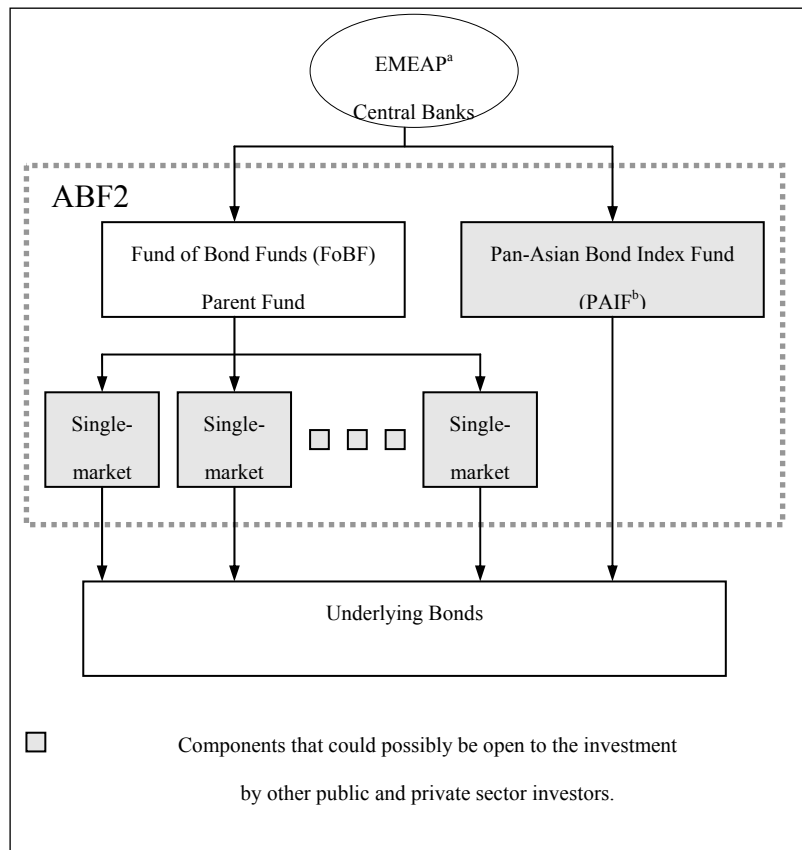 EMEAPa
Central Banks
ABF2
Fund of Bond Funds (FoBF)
Parent Fund
Pan-Asian Bond Index Fund
(PAIFb)
Single-
market
Single-
market
Single-
market
Underlying Bonds
Components that could possibly be open to the investment
by other public and private sector investors.